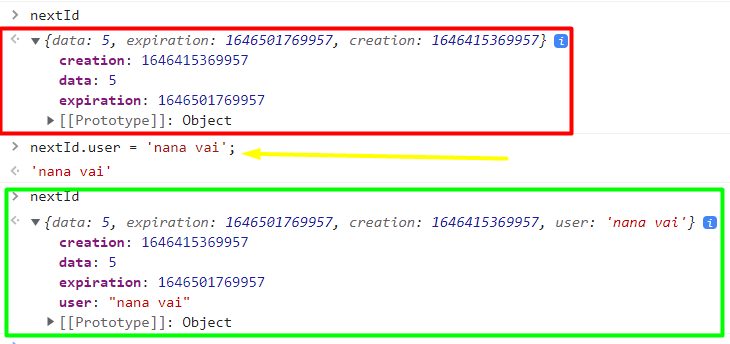 > nextId
{data: 5, expiration: 1646501769957, creation: 1646415369957} i
creation: 1646415369957
data: 5
expiration: 1646501769957
[[Prototype]]: Object
> nextId.user = 'nana vai';
'nana vai'
> nextId
{data: 5, expiration: 1646501769957, creation: 1646415369957, user: 'nana vai'} i
creation: 1646415369957
data: 5
expiration: 1646501769957
user: "nana vai"
[[Prototype]]: Object